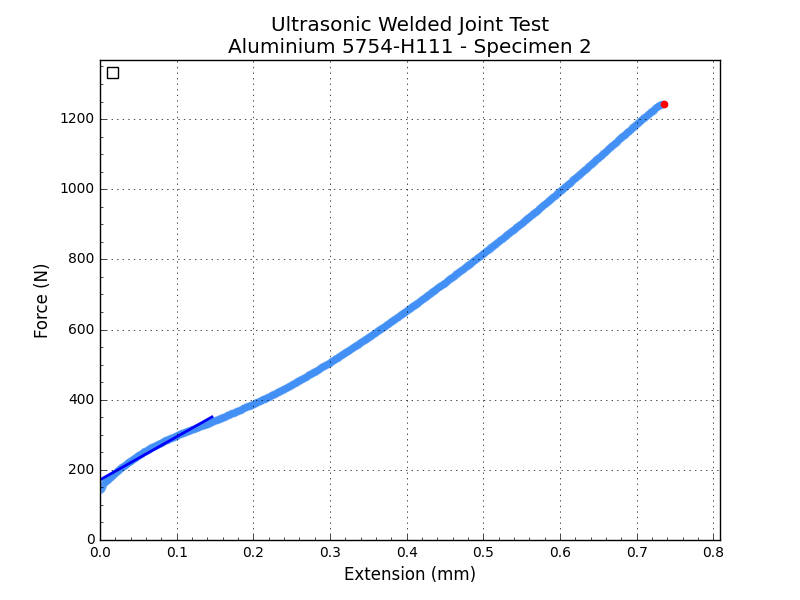 Ultrasonic Welded Joint Test
Aluminium 5754-H111 - Specimen 2
1200
1000
800
600
400
200
0
Force (N)
0.0 0.1 0.2 0.3 0.4 0.5 0.6 0.7 0.8
Extension (mm)